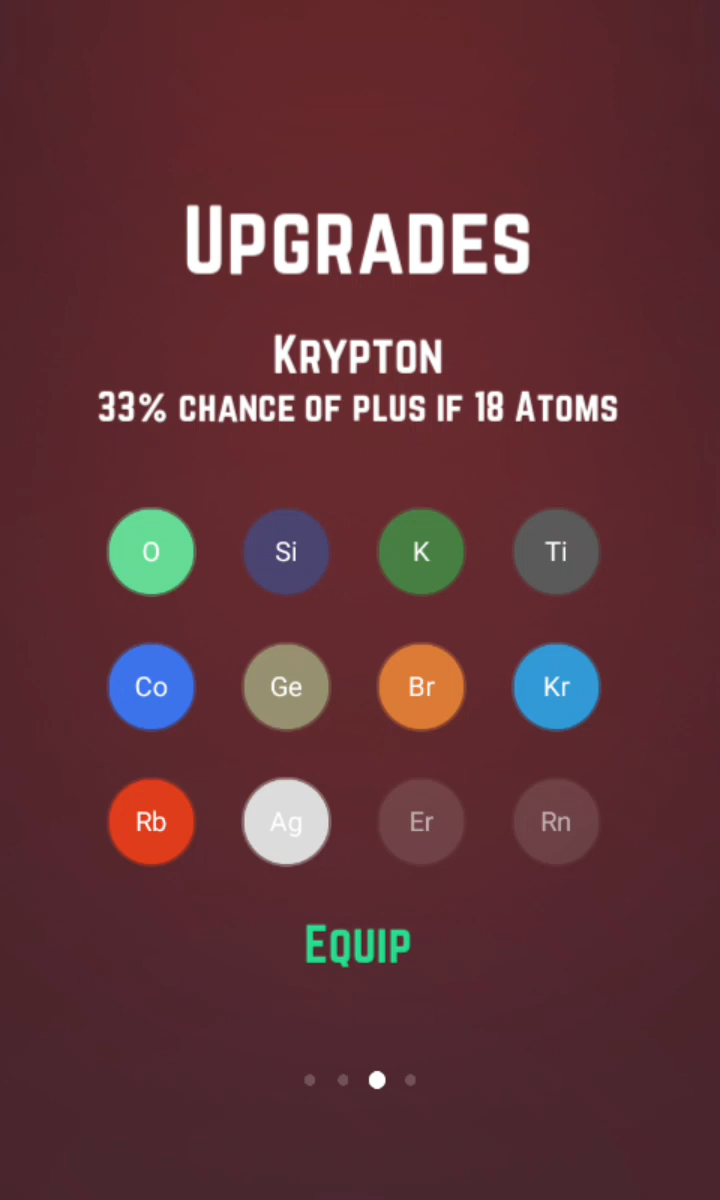 Upgrades
Krypton
33% chance of plus if 18 Atoms
O Si K Ti
Co Ge Br Kr
Rb Ag Er Rn
Equip